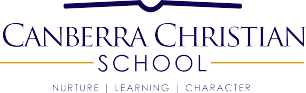 CANBERRA CHRISTIAN
SCHOOL
NURTURE | LEARNING | CHARACTER